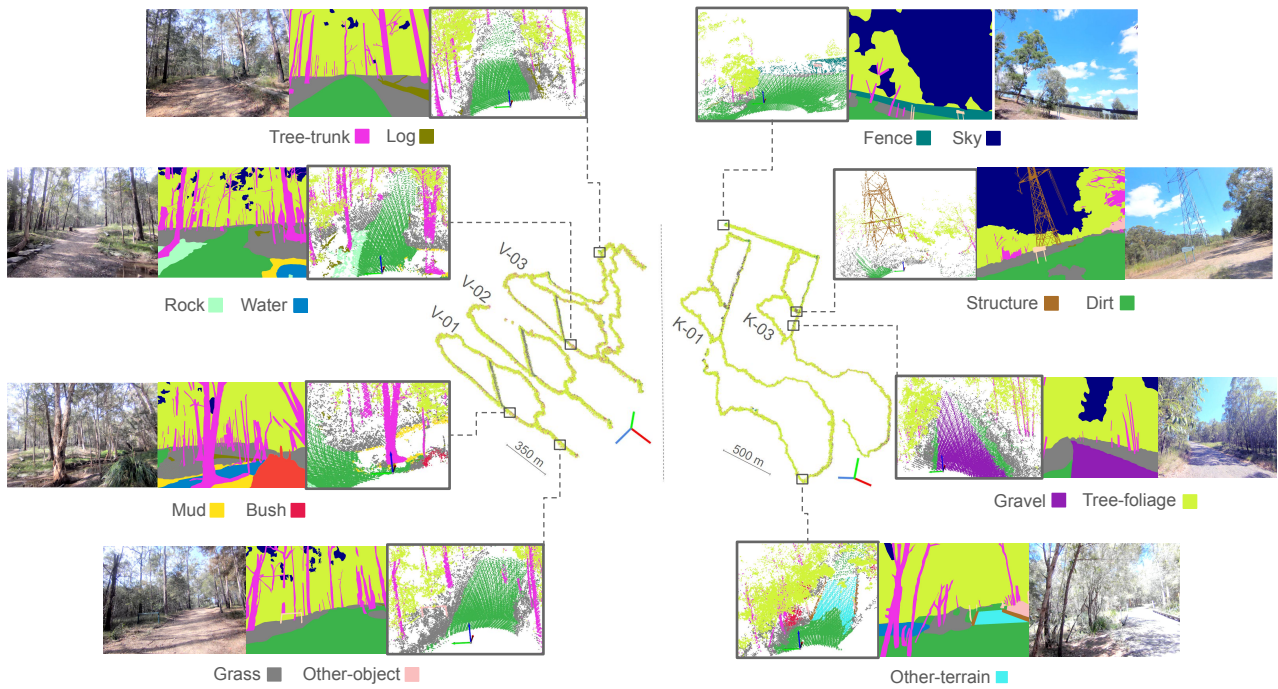 Tree-trunk Log
Fence Sky
Rock Water
Structure Dirt
V-03
V-02
V-01
K-01
K-03
350 m
500 m
Mud Bush
Gravel Tree-foliage
Grass Other-object
Other-terrain